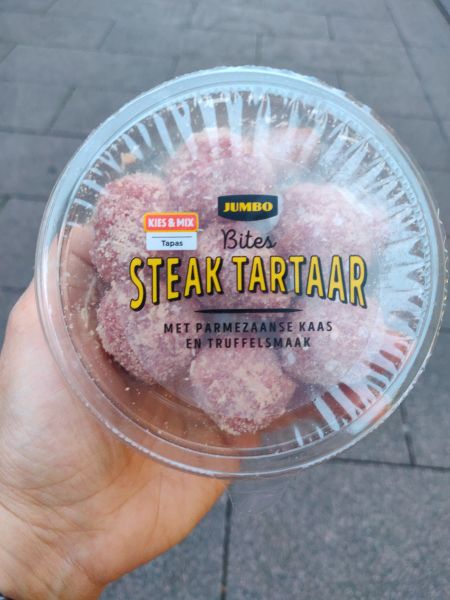 JUMBO
KIES & MIX
Tapas
Bites
STEAK TARTAAR
MET PARMEZAANSE KAAS
EN TRUFFELSMAAK